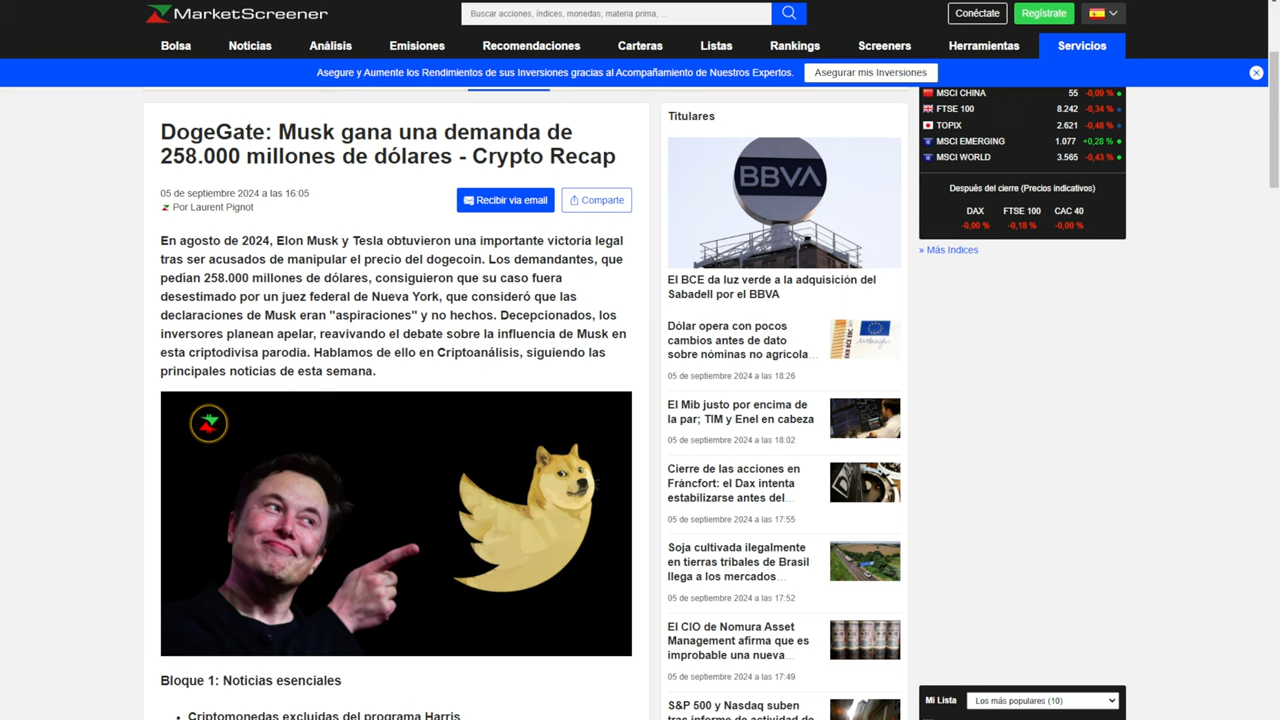 MarketScreener
Buscar acciones, índices, monedas, materia prima, ...
Conéctate
Regístrate
Bolsa
Noticias
Análisis
Emisiones
Recomendaciones
Carteras
Listas
Rankings
Screeners
Herramientas
Servicios
Asegure y Aumente los Rendimientos de sus Inversiones gracias al Acompañamiento de Nuestros Expertos.
Asegurar mis Inversiones
DogeGate: Musk gana una demanda de
258.000 millones de dólares - Crypto Recap
05 de septiembre 2024 a las 16:05
Por Laurent Pignot
Recibir via email
Comparte
En agosto de 2024, Elon Musk y Tesla obtuvieron una importante victoria legal
tras ser acusados de manipular el precio del dogecoin. Los demandantes, que
pedían 258.000 millones de dólares, consiguieron que su caso fuera
desestimado por un juez federal de Nueva York, que consideró que las
declaraciones de Musk eran "aspiraciones" y no hechos. Decepcionados, los
inversores planean apelar, reavivando el debate sobre la influencia de Musk en
esta criptodivisa parodia. Hablamos de ello en Criptoanálisis, siguiendo las
principales noticias de esta semana.
Bloque 1: Noticias esenciales
• Criptomonedas excluidas del programa Harris
Titulares
BBVA
El BCE da luz verde a la adquisición del
Sabadell por el BBVA
Dólar opera con pocos
cambios antes de dato
sobre nóminas no agricola...
05 de septiembre 2024 a las 18:26
El Mib justo por encima de
la par; TIM y Enel en cabeza
05 de septiembre 2024 a las 18:02
Cierre de las acciones en
Fráncfort: el Dax intenta
estabilizarse antes del...
05 de septiembre 2024 a las 17:55
Soja cultivada ilegalmente
en tierras tribales de Brasil
llega a los mercados...
05 de septiembre 2024 a las 17:52
El CIO de Nomura Asset
Management afirma que es
improbable una nueva...
05 de septiembre 2024 a las 17:49
S&P 500 y Nasdaq suben
tras informe de actividad de
MSCI CHINA 55 -0,09 %
FTSE 100 8.242 -0,34 %
TOPIX 2.621 -0,48 %
MSCI EMERGING 1.077 +0,28 %
MSCI WORLD 3.565 -0,43 %
Después del cierre (Precios indicativos)
DAX FTSE 100 CAC 40
-0,00 % -0,18 % -0,00 %
» Más Indices
Mi Lista
Los más populares (10)